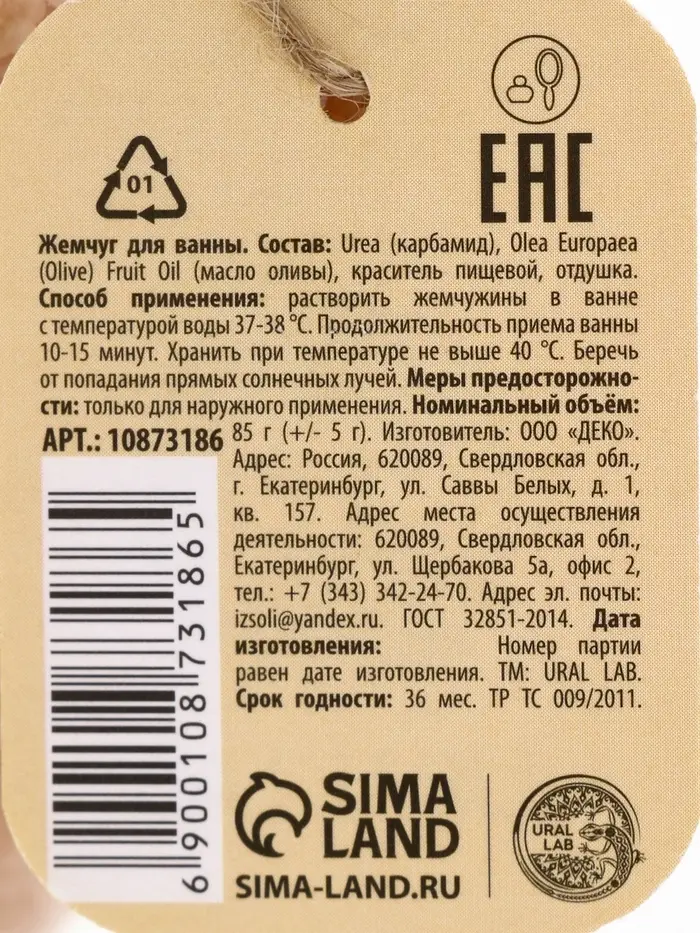 01
EAC
Жемчуг для ванны. Состав: Urea (карбамид), Olea Europaea
(Olive) Fruit Oil (масло оливы), краситель пищевой, отдушка.
Способ применения: растворить жемчужины в ванне
с температурой воды 37-38 °С. Продолжительность приема ванны
10-15 минут. Хранить при температуре не выше 40 °С. Беречь
от попадания прямых солнечных лучей. Меры предосторожно-
сти: только для наружного применения. Номинальный объём:
АРТ.: 10873186
85 г (+/- 5 г). Изготовитель: ООО «ДЕКО».
Адрес: Россия, 620089, Свердловская обл.,
г. Екатеринбург, ул. Саввы Белых, д. 1,
кв. 157. Адрес места осуществления
деятельности: 620089, Свердловская обл.,
Екатеринбург, ул. Щербакова 5а, офис 2,
тел.: +7 (343) 342-24-70. Адрес эл. почты:
izsoli@yandex.ru. ГОСТ 32851-2014. Дата
изготовления: Номер партии
равен дате изготовления. ТМ: URAL LAB.
Срок годности: 36 мес. ТР ТС 009/2011.
6900108731865
SIMA
LAND
SIMA-LAND.RU
URAL
LAB